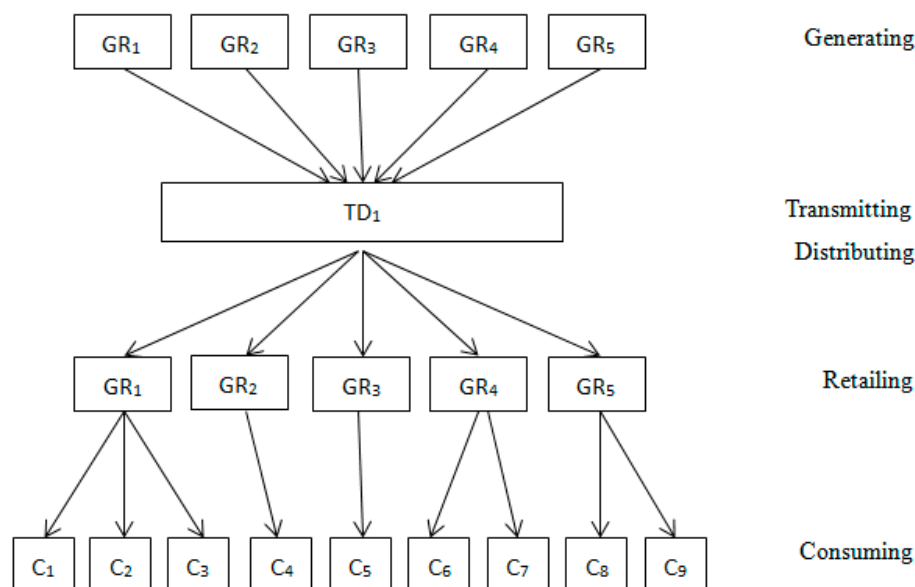 GR₁ GR₂ GR₃ GR₄ GR₅ Generating
TD₁ Transmitting
Distributing
GR₁ GR₂ GR₃ GR₄ GR₅ Retailing
C₁ C₂ C₃ C₄ C₅ C₆ C₇ C₈ C₉ Consuming